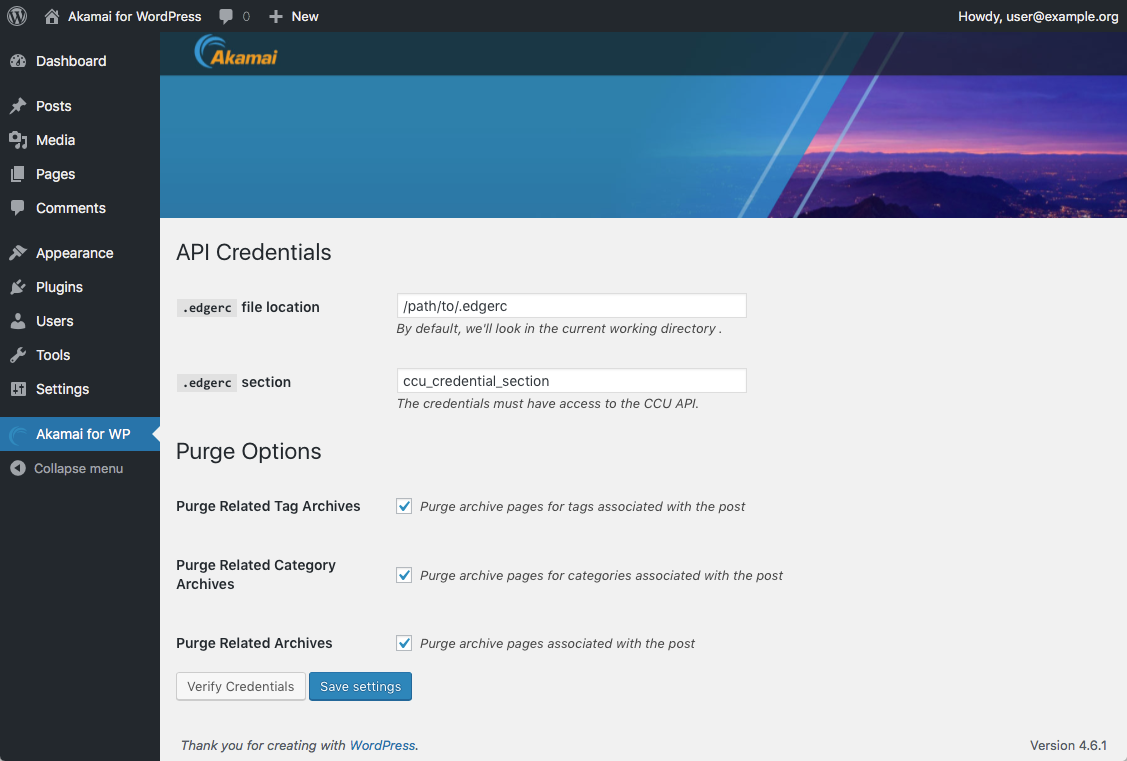 Akamai for WordPress 0 New Howdy, user@example.org
Akamai
Dashboard
Posts
Media
Pages
Comments
Appearance
Plugins
Users
Tools
Settings
Akamai for WP
Collapse menu
API Credentials
.edgerc file location /path/to/.edgerc
By default, we'll look in the current working directory .
.edgerc section ccu_credential_section
The credentials must have access to the CCU API.
Purge Options
Purge Related Tag Archives Purge archive pages for tags associated with the post
Purge Related Category
Archives
Purge archive pages for categories associated with the post
Purge Related Archives Purge archive pages associated with the post
Verify Credentials Save settings
Thank you for creating with WordPress. Version 4.6.1